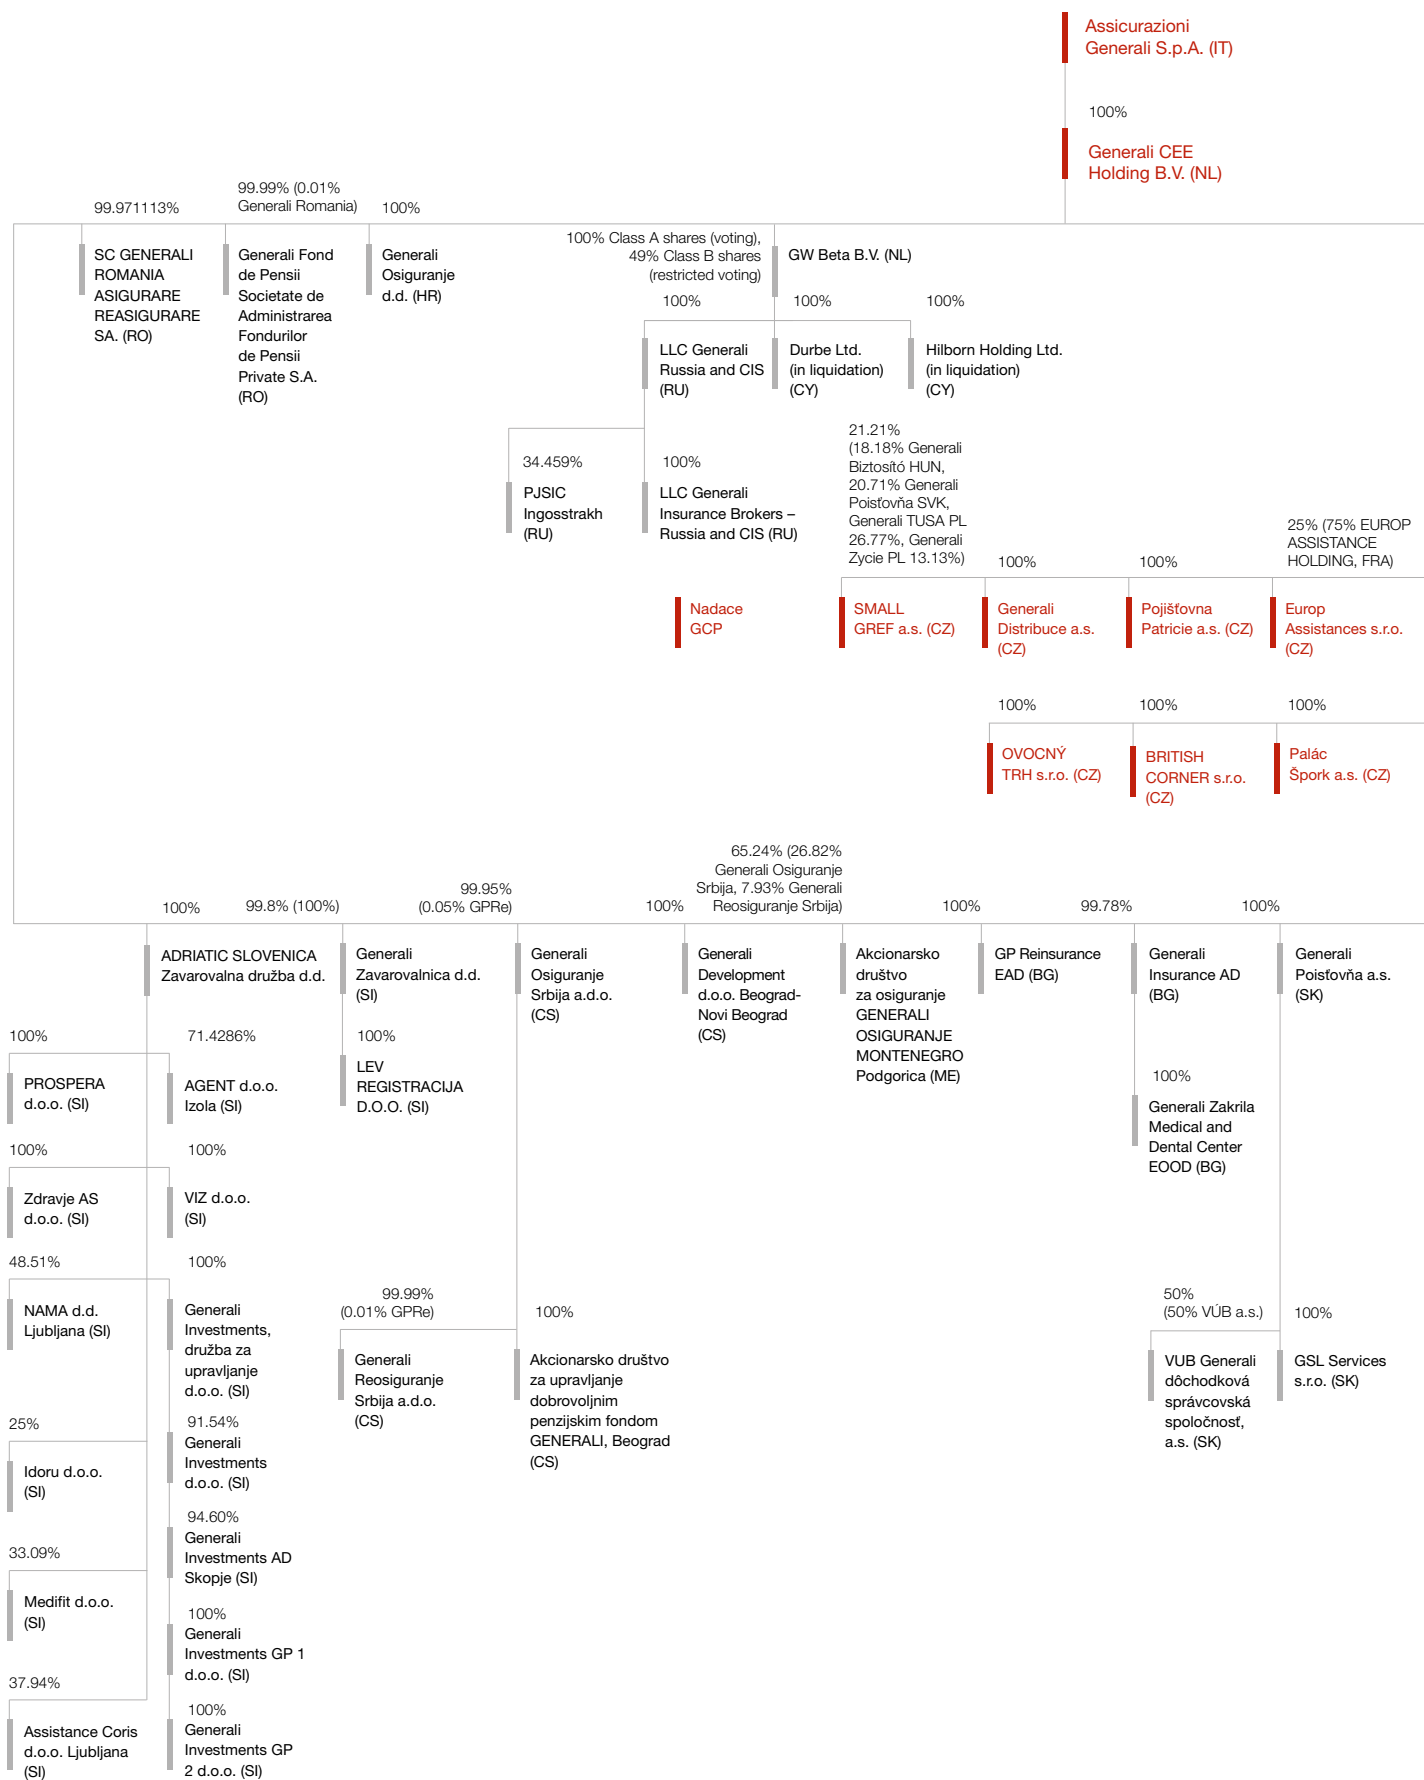 Assicurazioni
Generali S.p.A. (IT)
100%
Generali CEE
Holding B.V. (NL)
99.971113%
SC GENERALI
ROMANIA
ASIGURARE
REASIGURARE
SA. (RO)
99.99% (0.01%
Generali Romania)
Generali Fond
de Pensii
Societate de
Administrarea
Fondurilor
de Pensii
Private S.A.
(RO)
100%
Generali
Osiguranje
d.d. (HR)
100% Class A shares (voting),
49% Class B shares
(restricted voting)
GW Beta B.V. (NL)
100%
LLC Generali
Russia and CIS
(RU)
100%
Durbe Ltd.
(in liquidation)
(CY)
100%
Hilborn Holding Ltd.
(in liquidation)
(CY)
34.459%
PJSIC
Ingosstrakh
(RU)
100%
LLC Generali
Insurance Brokers –
Russia and CIS (RU)
Nadace
GCP
21.21%
(18.18% Generali
Biztosító HUN,
20.71% Generali
Poisťovňa SVK,
Generali TUSA PL
26.77%, Generali
Zycie PL 13.13%)
SMALL
GREF a.s. (CZ)
100%
Generali
Distribuce a.s.
(CZ)
100%
Pojišťovna
Patricie a.s. (CZ)
25% (75% EUROP
ASSISTANCE
HOLDING, FRA)
Europ
Assistances s.r.o.
(CZ)
100%
OVOCNÝ
TRH s.r.o. (CZ)
100%
BRITISH
CORNER s.r.o.
(CZ)
100%
Palác
Špork a.s. (CZ)
100%
ADRIATIC SLOVENICA
Zavarovalna družba d.d.
99.8% (100%)
Generali
Zavarovalnica d.d.
(SI)
99.95%
(0.05% GPRe)
Generali
Osiguranje
Srbija a.d.o.
(CS)
100%
Generali
Development
d.o.o. Beograd-
Novi Beograd
(CS)
65.24% (26.82%
Generali Osiguranje
Srbija, 7.93% Generali
Reosiguranje Srbija)
Akcionarsko
društvo
za osiguranje
GENERALI
OSIGURANJE
MONTENEGRO
Podgorica (ME)
100%
GP Reinsurance
EAD (BG)
99.78%
Generali
Insurance AD
(BG)
100%
Generali
Poisťovňa a.s.
(SK)
100%
PROSPERA
d.o.o. (SI)
71.4286%
AGENT d.o.o.
Izola (SI)
100%
LEV
REGISTRACIJA
D.O.O. (SI)
100%
Generali Zakrila
Medical and
Dental Center
EOOD (BG)
100%
Zdravje AS
d.o.o. (SI)
100%
VIZ d.o.o.
(SI)
48.51%
NAMA d.d.
Ljubljana (SI)
100%
Generali
Investments,
družba za
upravljanje
d.o.o. (SI)
99.99%
(0.01% GPRe)
Generali
Reosiguranje
Srbija a.d.o.
(CS)
100%
Akcionarsko društvo
za upravljanje
dobrovoljnim
penzijskim fondom
GENERALI, Beograd
(CS)
50%
(50% VÚB a.s.)
VUB Generali
dôchodková
správcovská
spoločnosť,
a.s. (SK)
100%
GSL Services
s.r.o. (SK)
25%
Idoru d.o.o.
(SI)
91.54%
Generali
Investments
d.o.o. (SI)
33.09%
Medifit d.o.o.
(SI)
94.60%
Generali
Investments AD
Skopje (SI)
100%
Generali
Investments GP 1
d.o.o. (SI)
37.94%
Assistance Coris
d.o.o. Ljubljana
(SI)
100%
Generali
Investments GP
2 d.o.o. (SI)